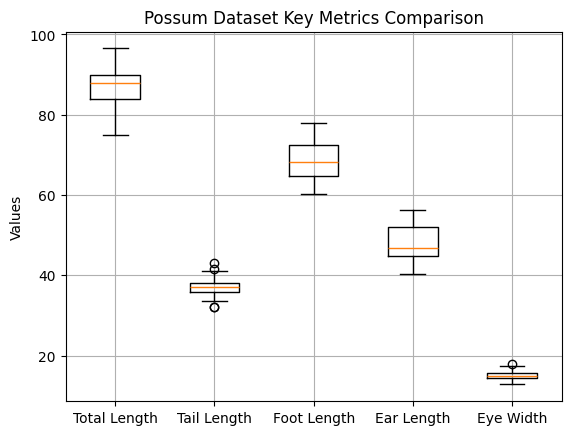 Possum Dataset Key Metrics Comparison
100
80
60
40
20
Values
Total Length
Tail Length
Foot Length
Ear Length
Eye Width